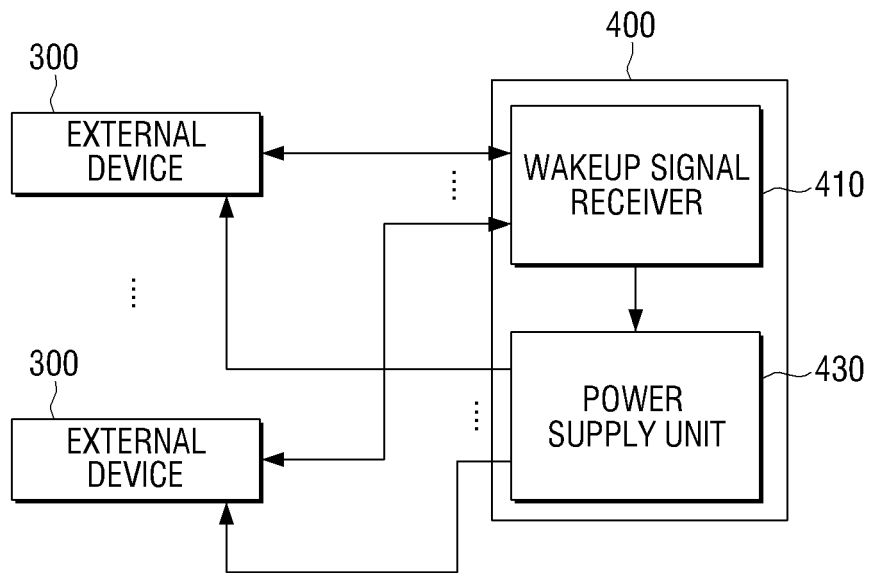 400
300
EXTERNAL
DEVICE
WAKEUP SIGNAL
RECEIVER
410
300
EXTERNAL
DEVICE
430
POWER
SUPPLY UNIT